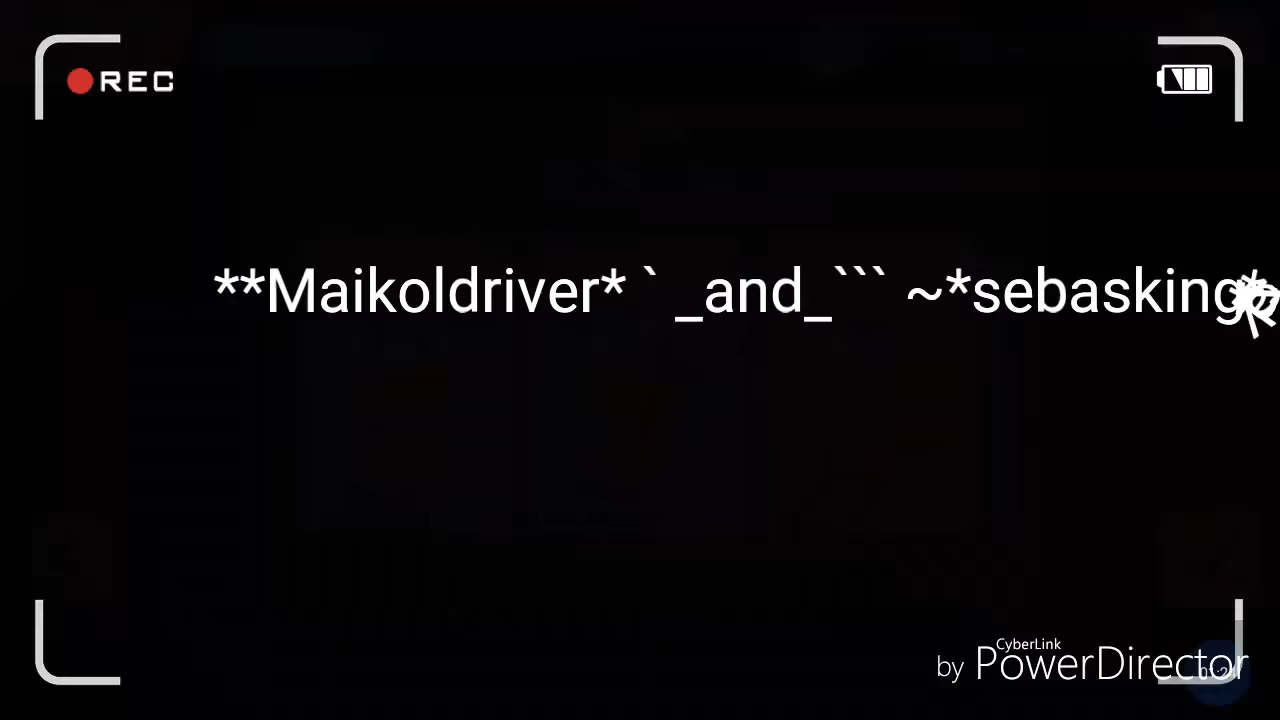 REC
**Maikoldriver* ` _and_``` ~*sebasking
CyberLink
by PowerDirector